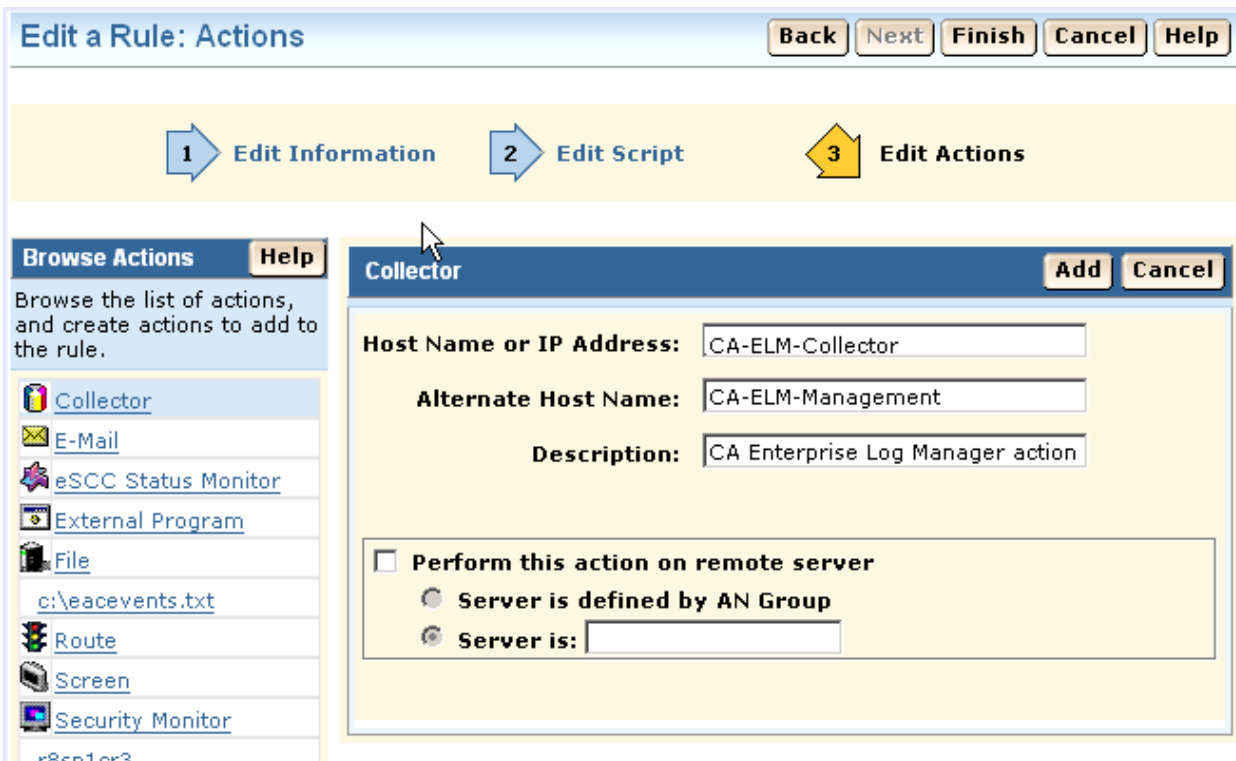 Edit a Rule: Actions
Back Next Finish Cancel Help
1 Edit Information 2 Edit Script 3 Edit Actions
Browse Actions Help
Browse the list of actions,
and create actions to add to
the rule.
Collector
E-Mail
eSCC Status Monitor
External Program
File
c:\eacevents.txt
Route
Screen
Security Monitor
Collector Add Cancel
Host Name or IP Address: CA-ELM-Collector
Alternate Host Name: CA-ELM-Management
Description: CA Enterprise Log Manager action
Perform this action on remote server
Server is defined by AN Group
Server is: